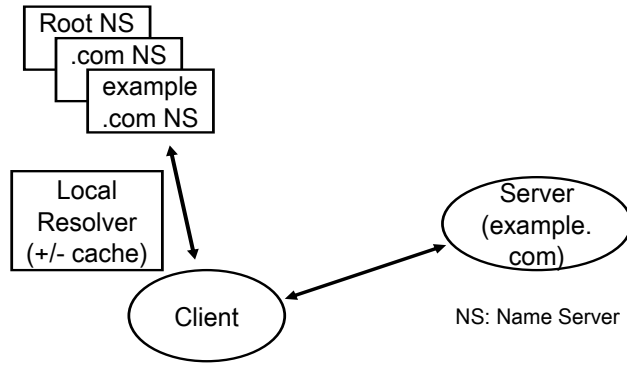 Root NS
.com NS
example
.com NS
Local
Resolver
(+/- cache)
Server
(example.
com)
Client
NS: Name Server